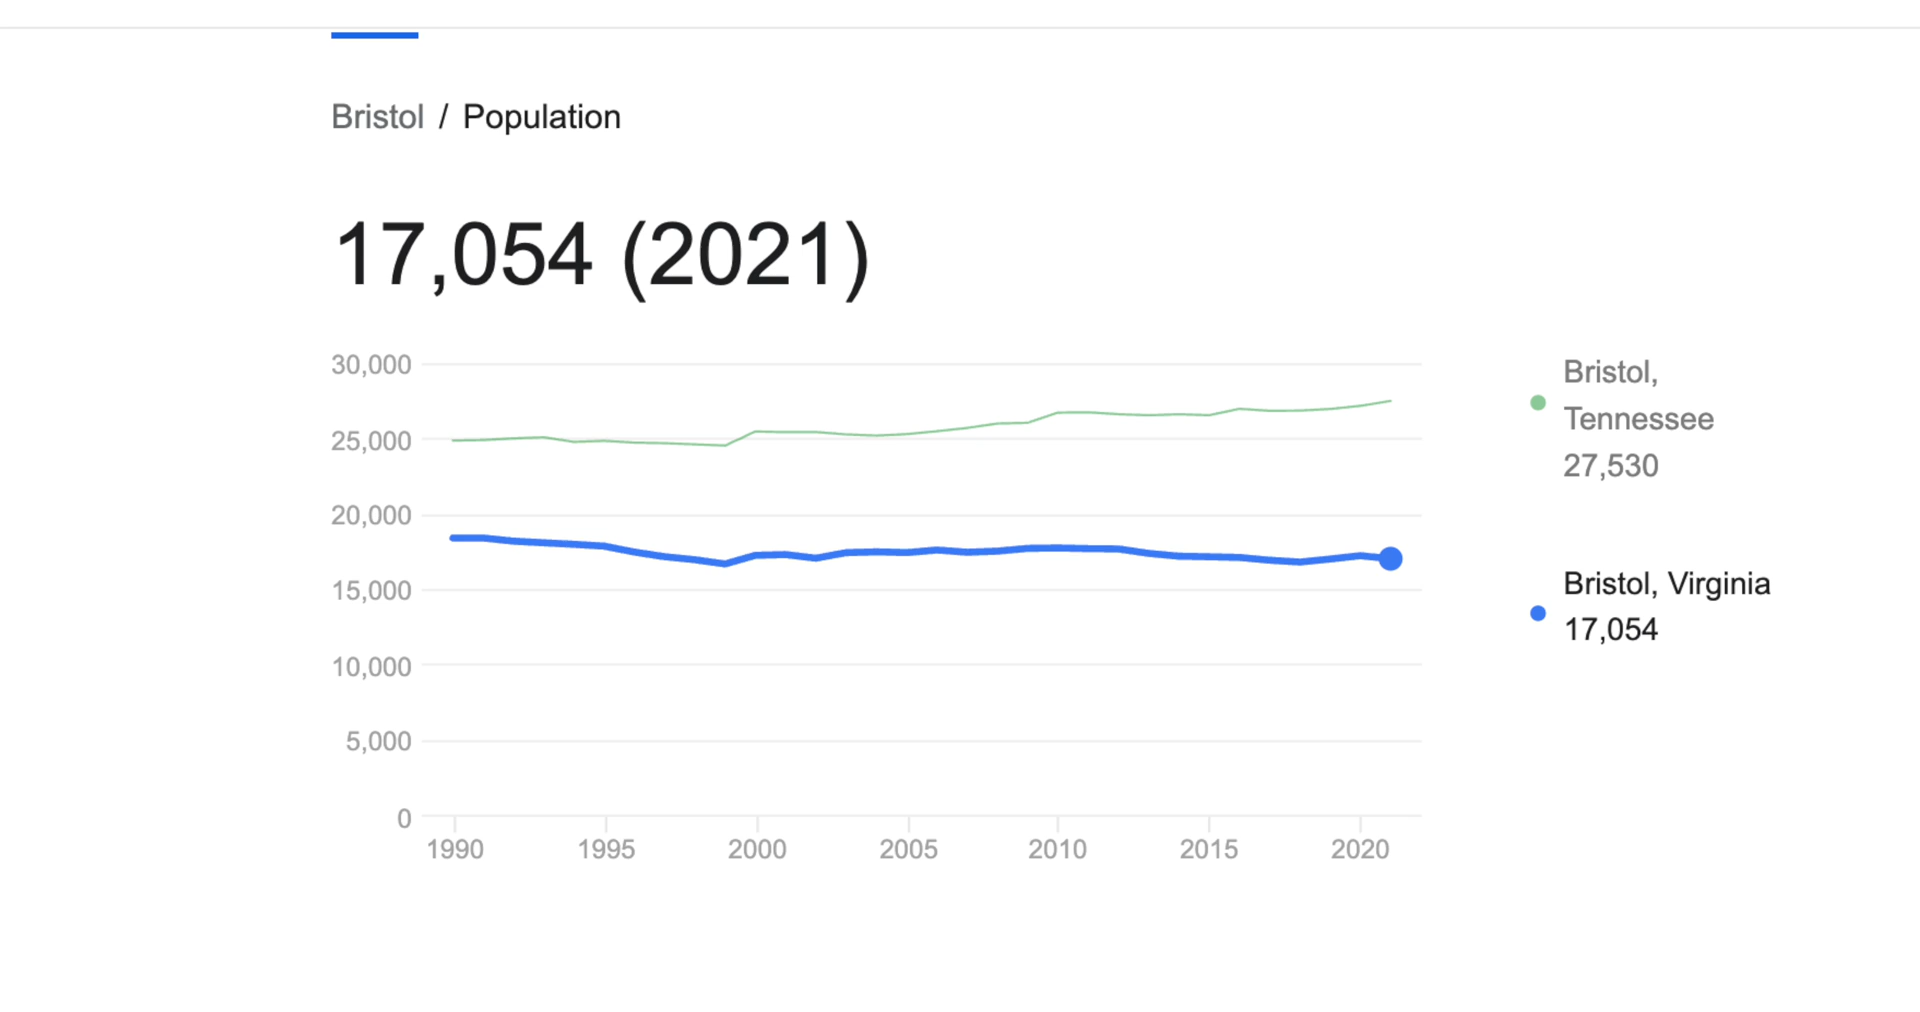 Bristol / Population
17,054 (2021)
30,000
25,000
20,000
15,000
10,000
5,000
0
1990 1995 2000 2005 2010 2015 2020
Bristol,
Tennessee
27,530
Bristol, Virginia
17,054